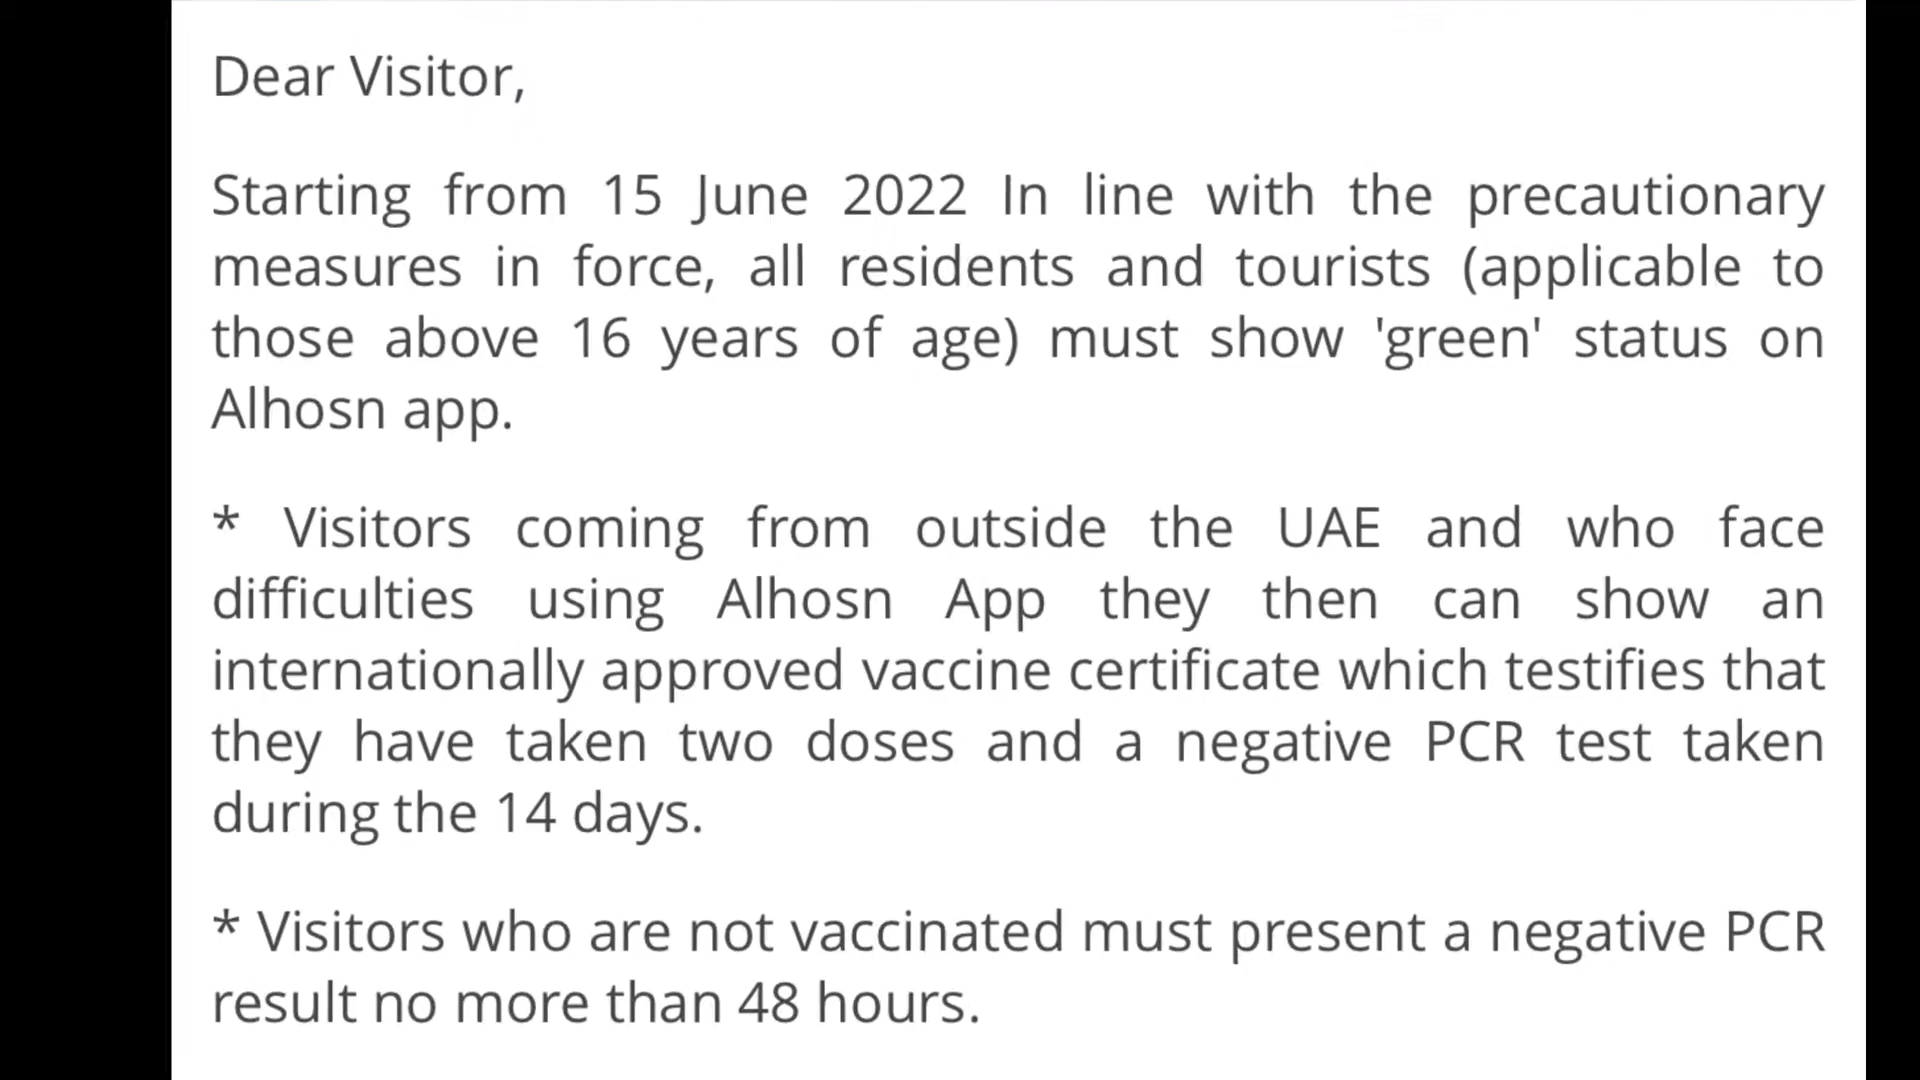 Dear Visitor,
Starting from 15 June 2022 In line with the precautionary
measures in force, all residents and tourists (applicable to
those above 16 years of age) must show 'green' status on
Alhosn app.
* Visitors coming from outside the UAE and who face
difficulties using Alhosn App they then can show an
internationally approved vaccine certificate which testifies that
they have taken two doses and a negative PCR test taken
during the 14 days.
* Visitors who are not vaccinated must present a negative PCR
result no more than 48 hours.